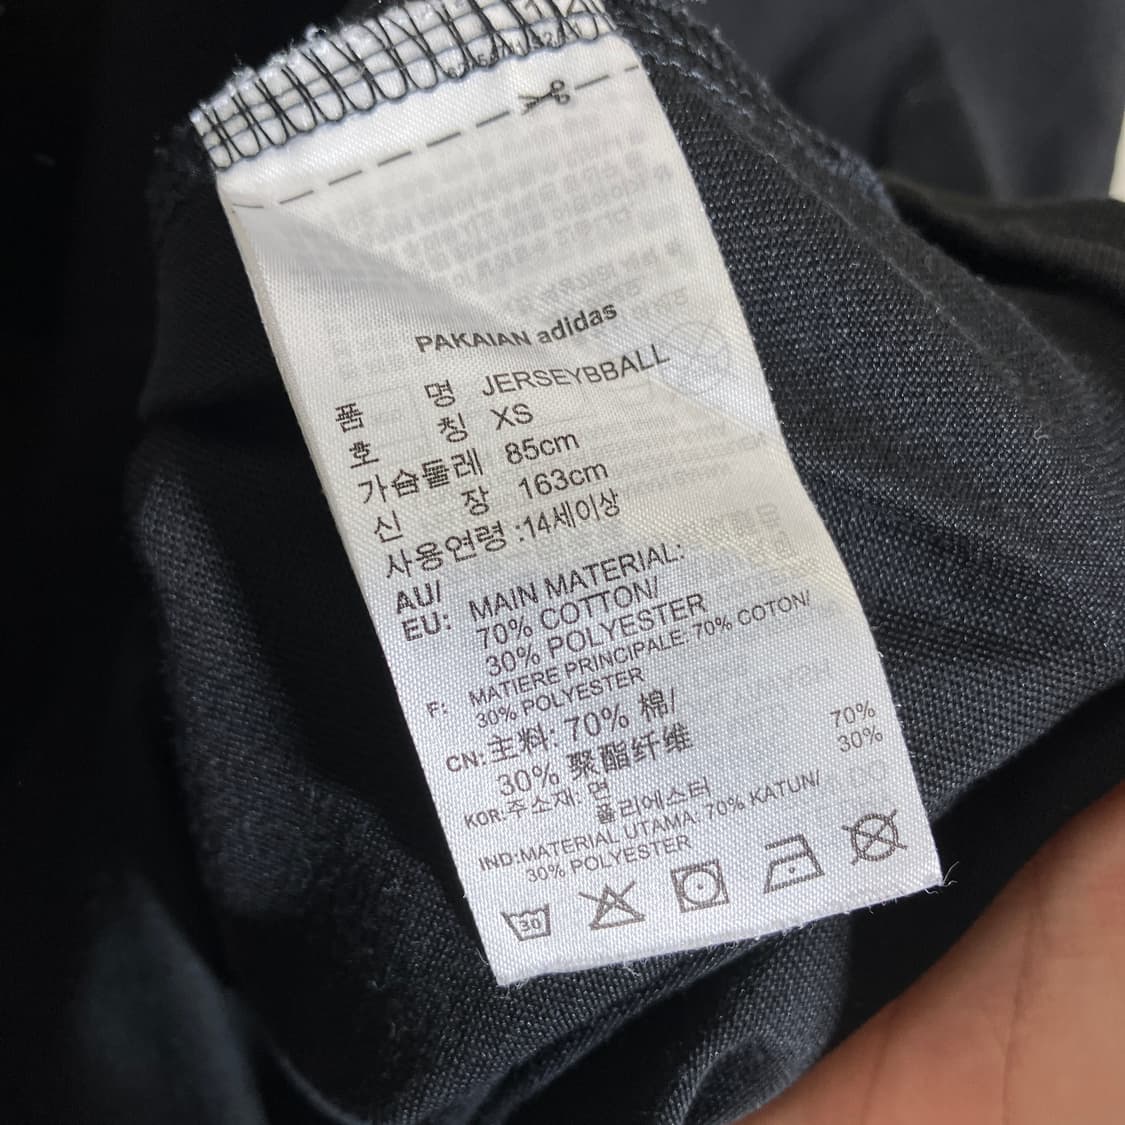 PAKAIAN adidas
품 명 JERSEYBBALL
호 칭 XS
가슴둘레 85cm
신 장 163cm
사용연령 :14세이상
AU/
EU: MAIN MATERIAL:
70% COTTON/
30% POLYESTER
F: MATIERE PRINCIPALE: 70% COTON/
30% POLYESTER
CN: 主料: 70% 棉/
30% 聚酯纤维
KOR:주소재: 면 70%
폴리에스터 30%
IND:MATERIAL UTAMA: 70% KATUN/
30% POLYESTER
30